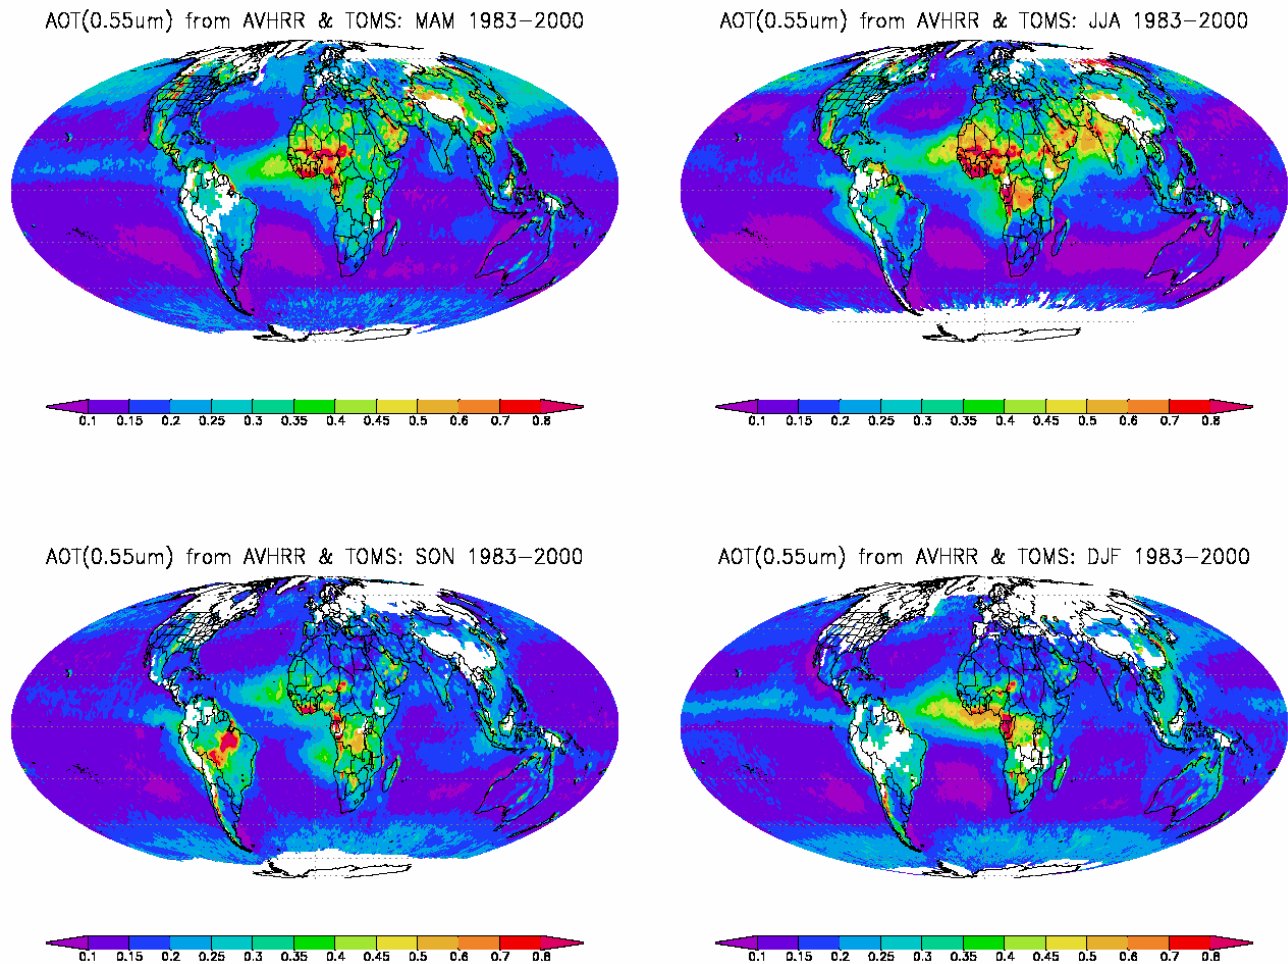 AOT(0.55um) from AVHRR & TOMS: MAM 1983-2000
AOT(0.55um) from AVHRR & TOMS: JJA 1983-2000
0.1 0.15 0.2 0.25 0.3 0.35 0.4 0.45 0.5 0.6 0.7 0.8
0.1 0.15 0.2 0.25 0.3 0.35 0.4 0.45 0.5 0.6 0.7 0.8
AOT(0.55um) from AVHRR & TOMS: SON 1983-2000
AOT(0.55um) from AVHRR & TOMS: DJF 1983-2000
0.1 0.15 0.2 0.25 0.3 0.35 0.4 0.45 0.5 0.6 0.7 0.8
0.1 0.15 0.2 0.25 0.3 0.35 0.4 0.45 0.5 0.6 0.7 0.8